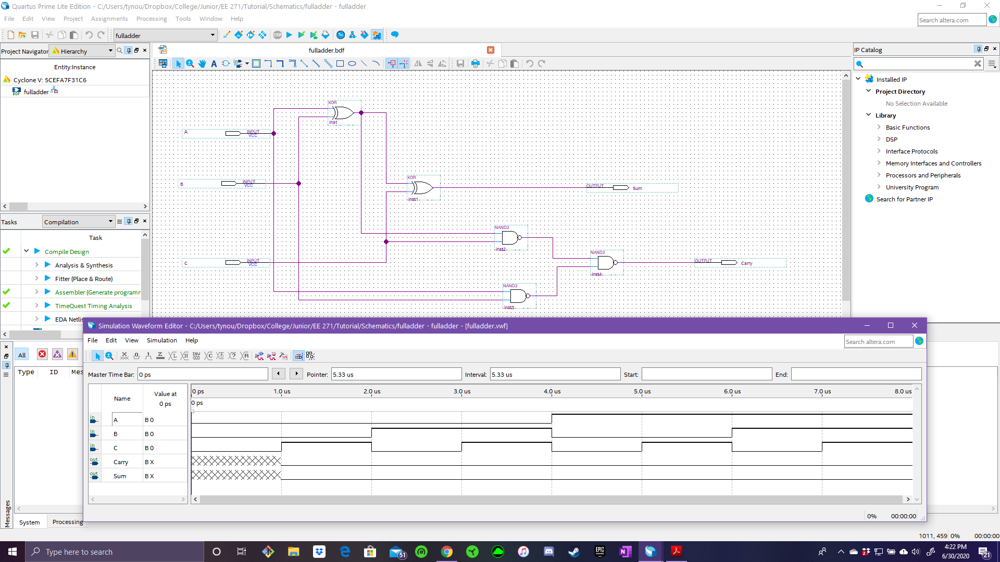 Quartus Prime Lite Edition - C:/Users/tynou/Dropbox/College/Junior/EE 271/Tutorial/Schematics/fulladder - fulladder
File Edit View Project Assignments Processing Tools Window Help
Search altera.com
fulladder
STOP
Project Navigator Hierarchy
fulladder.bdf
IP Catalog
Entity:Instance
Cyclone V: 5CEFA7F31C6
BDF fulladder
Installed IP
Project Directory
No Selection Available
Library
Basic Functions
DSP
Interface Protocols
Memory Interfaces and Controllers
Processors and Peripherals
University Program
Search for Partner IP
XOR
inst
A INPUT
VCC
B INPUT
VCC
XOR
inst1
OUTPUT Sum
NAND2
inst2
C INPUT
VCC
NAND2
inst4
OUTPUT Carry
NAND2
inst3
Tasks Compilation
Task
Compile Design
Analysis & Synthesis
Fitter (Place & Route)
Assembler (Generate programm
TimeQuest Timing Analysis
EDA Netlis
All
Type ID Mes
System Processing
Messages
Simulation Waveform Editor - C:/Users/tynou/Dropbox/College/Junior/EE 271/Tutorial/Schematics/fulladder - fulladder - [fulladder.vwf]
File Edit View Simulation Help
Search altera.com
Master Time Bar: 0 ps Pointer: 5.33 us Interval: 5.33 us Start: End:
Name Value at
0 ps
0 ps 1.0 us 2.0 us 3.0 us 4.0 us 5.0 us 6.0 us 7.0 us 8.0 us
0 ps
in A B 0
in B B 0
in C B 0
out Carry B X
out Sum B X
0% 00:00:00
1011, 459 0% 00:00:00
Type here to search
51
EPIC GAMES
N
2
4:22 PM
6/30/2020
21